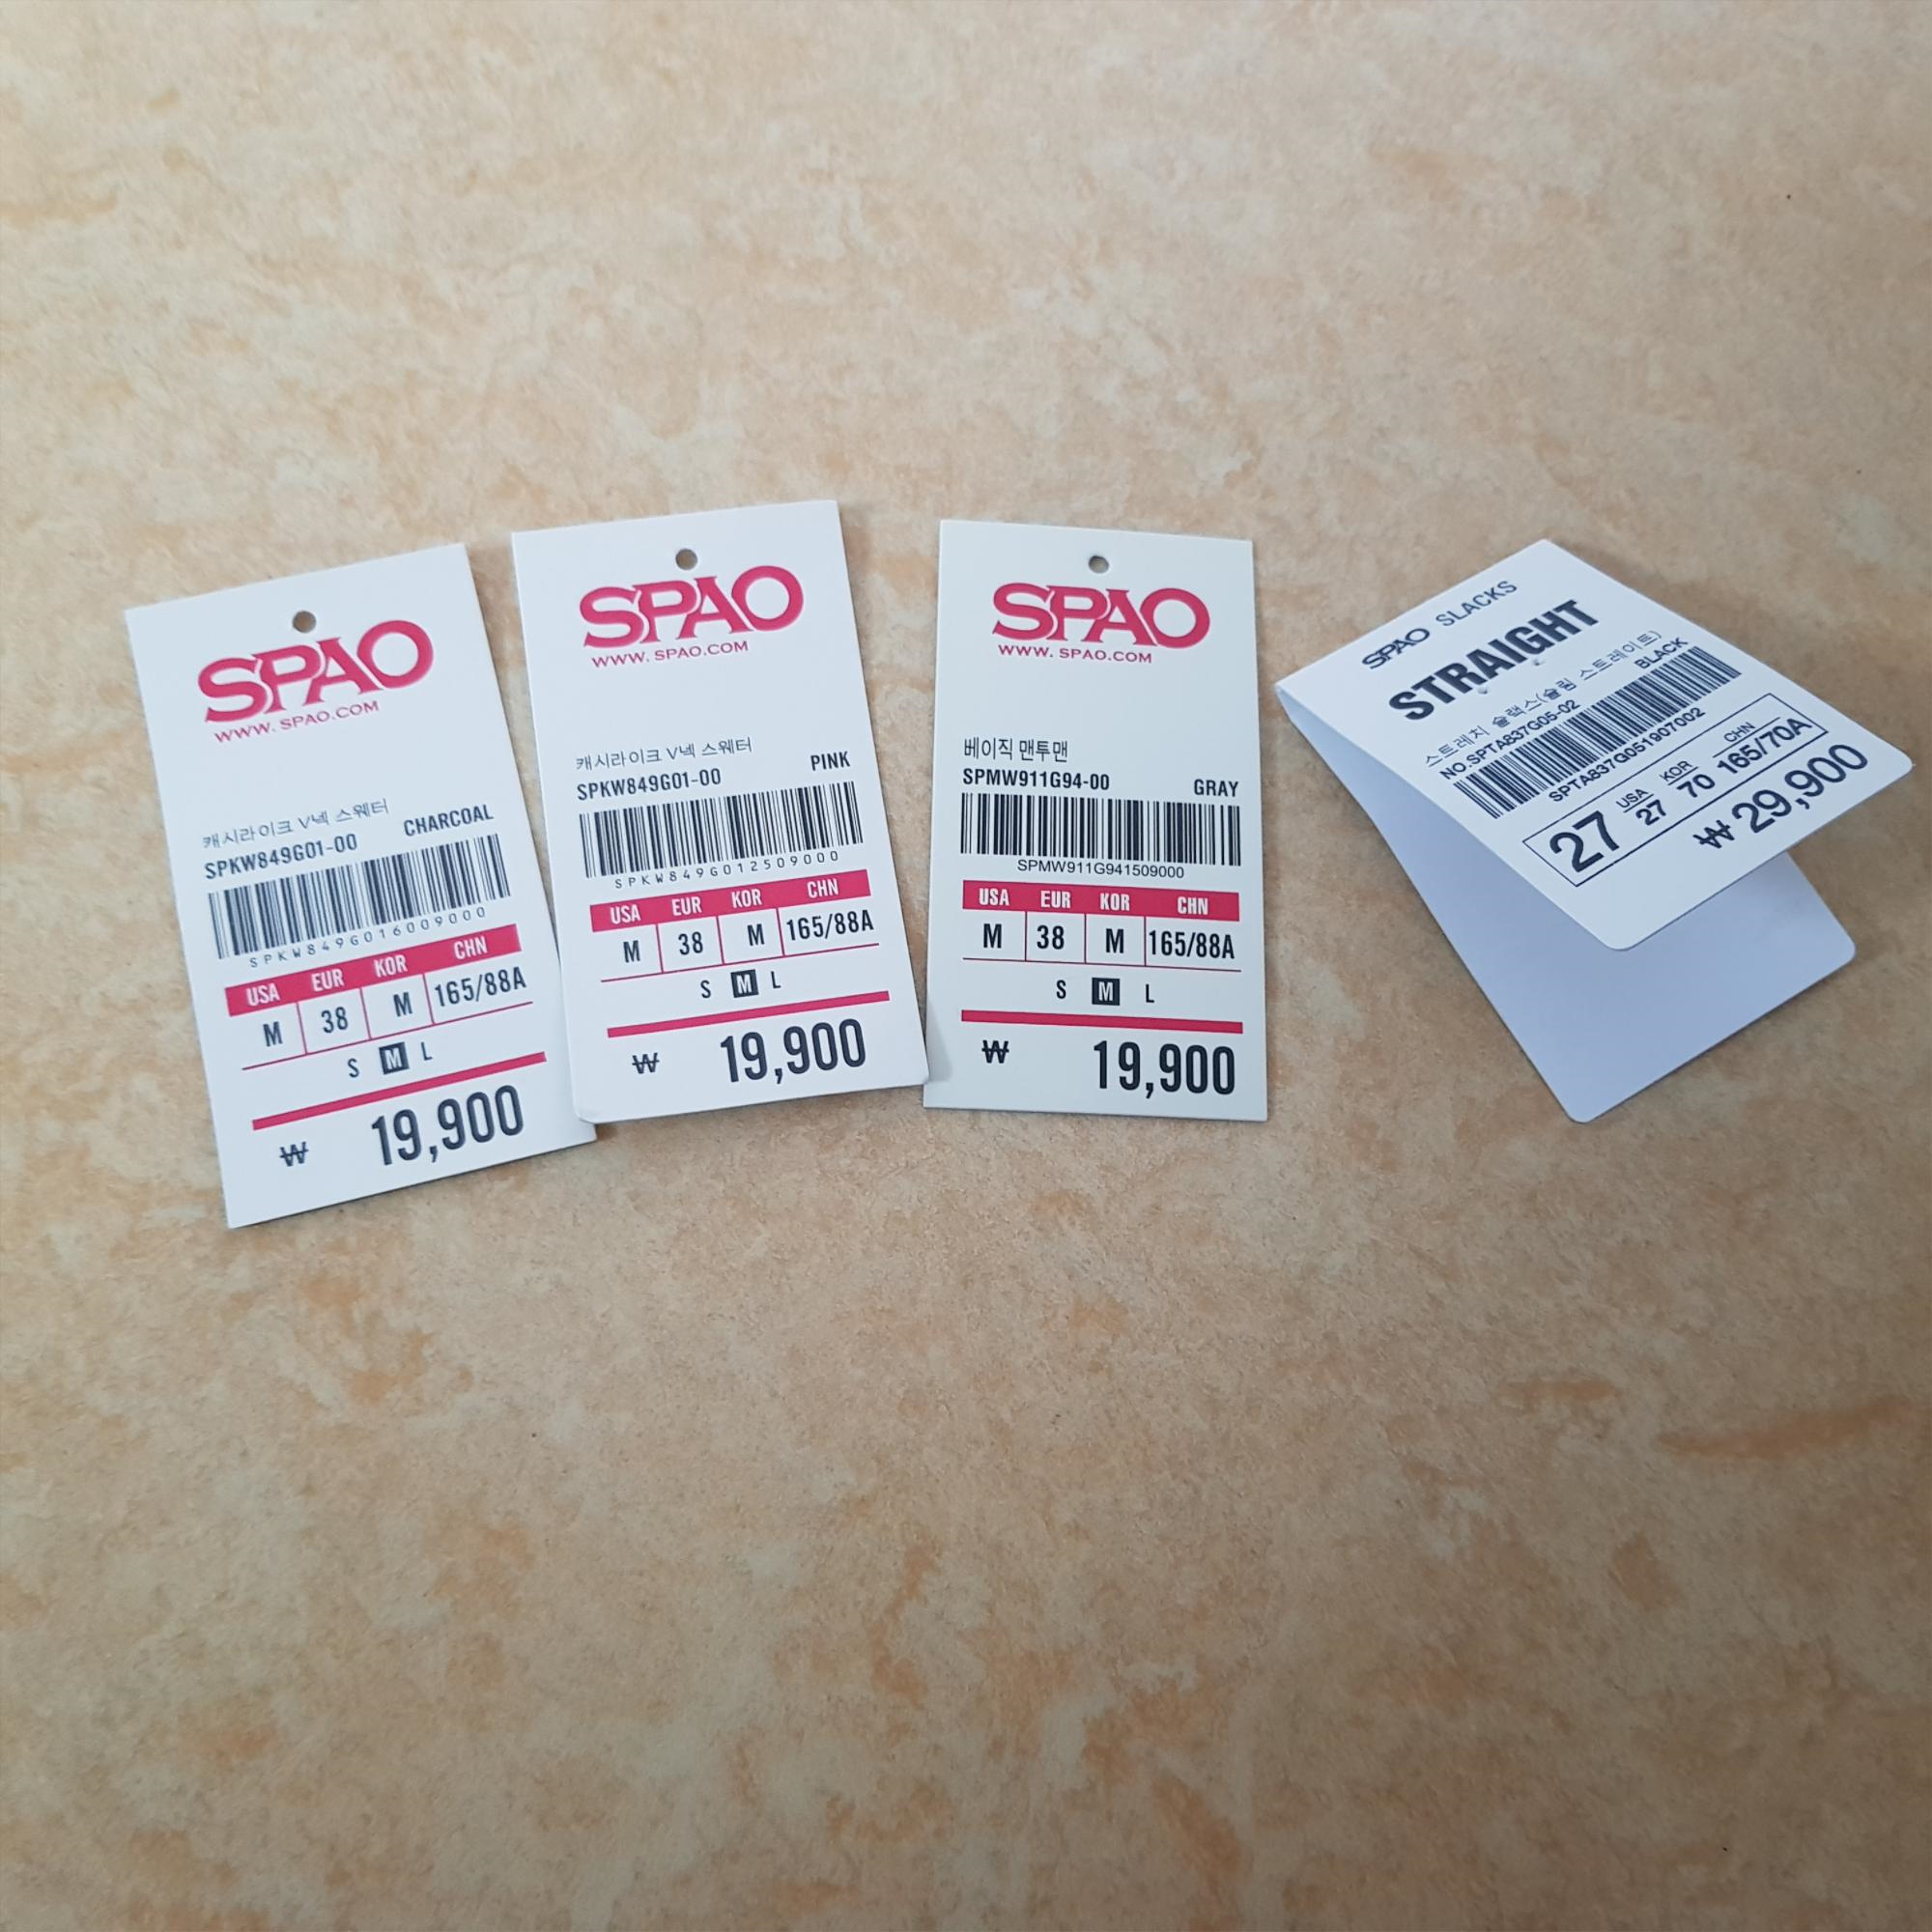 SPAO
WWW. SPAO.COM
캐시라이크 V넥 스웨터
SPKW849G01-00 CHARCOAL
SPKW849G016009000
USA EUR KOR CHN
M 38 M 165/88A
S M L
₩ 19,900
SPAO
WWW. SPAO.COM
캐시라이크 V넥 스웨터
SPKW849G01-00 PINK
SPKW849G012509000
USA EUR KOR CHN
M 38 M 165/88A
S M L
₩ 19,900
SPAO
WWW. SPAO.COM
베이직 맨투맨
SPMW911G94-00 GRAY
SPMW911G941509000
USA EUR KOR CHN
M 38 M 165/88A
S M L
₩ 19,900
SPAO SLACKS
STRAIGHT
스트레치 슬랙스(슬림 스트레이트)
NO.SPTA837G05-02 BLACK
SPTA837G051907002
USA KOR CHN
27 27 70 165/70A
₩ 29,900